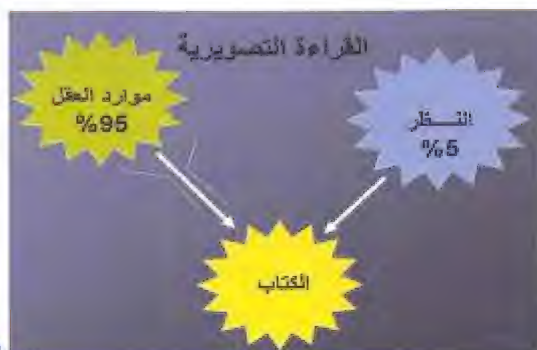 القراءة التصويرية
النظر
%5
موارد العقل
%95
الكتاب